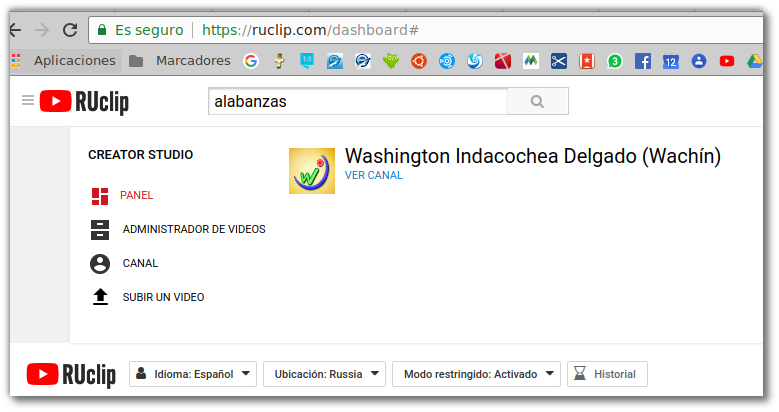 Es seguro | https://ruclip.com/dashboard#
Aplicaciones Marcadores
RUclip alabanzas
CREATOR STUDIO
Washington Indacochea Delgado (Wachín)
VER CANAL
PANEL
ADMINISTRADOR DE VIDEOS
CANAL
SUBIR UN VIDEO
RUclip Idioma: Español Ubicación: Russia Modo restringido: Activado Historial